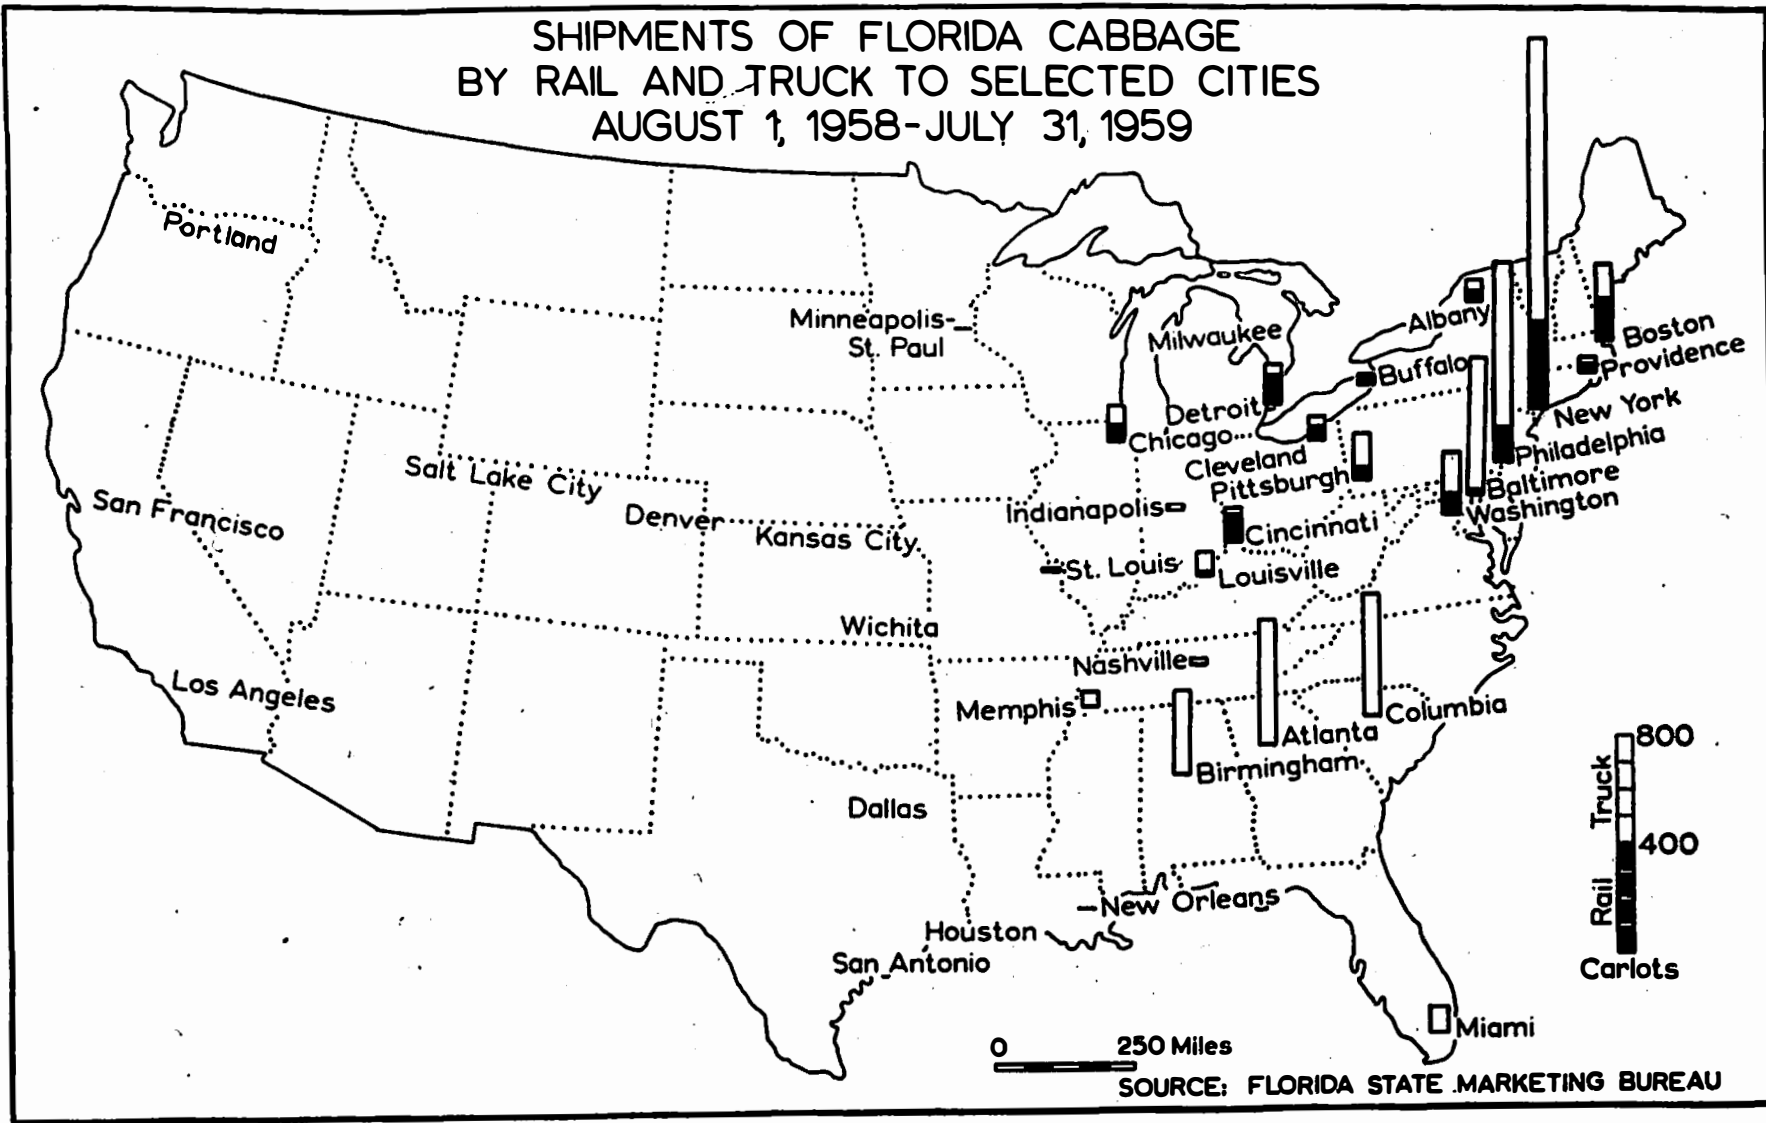 SHIPMENTS OF FLORIDA CABBAGE
BY RAIL AND TRUCK TO SELECTED CITIES
AUGUST 1, 1958-JULY 31, 1959
Portland
Minneapolis-
St. Paul
Milwaukee
Albany
Boston
Providence
Buffalo
New York
Detroit
Chicago
Philadelphia
Cleveland
Pittsburgh
Baltimore
Washington
Salt Lake City
San Francisco
Denver
Kansas City
Indianapolis
Cincinnati
St. Louis
Louisville
Wichita
Nashville
Los Angeles
Memphis
Columbia
Atlanta
Birmingham
Dallas
New Orleans
Houston
San Antonio
Miami
800
Truck
400
Rail
Carlots
0 250 Miles
SOURCE: FLORIDA STATE MARKETING BUREAU